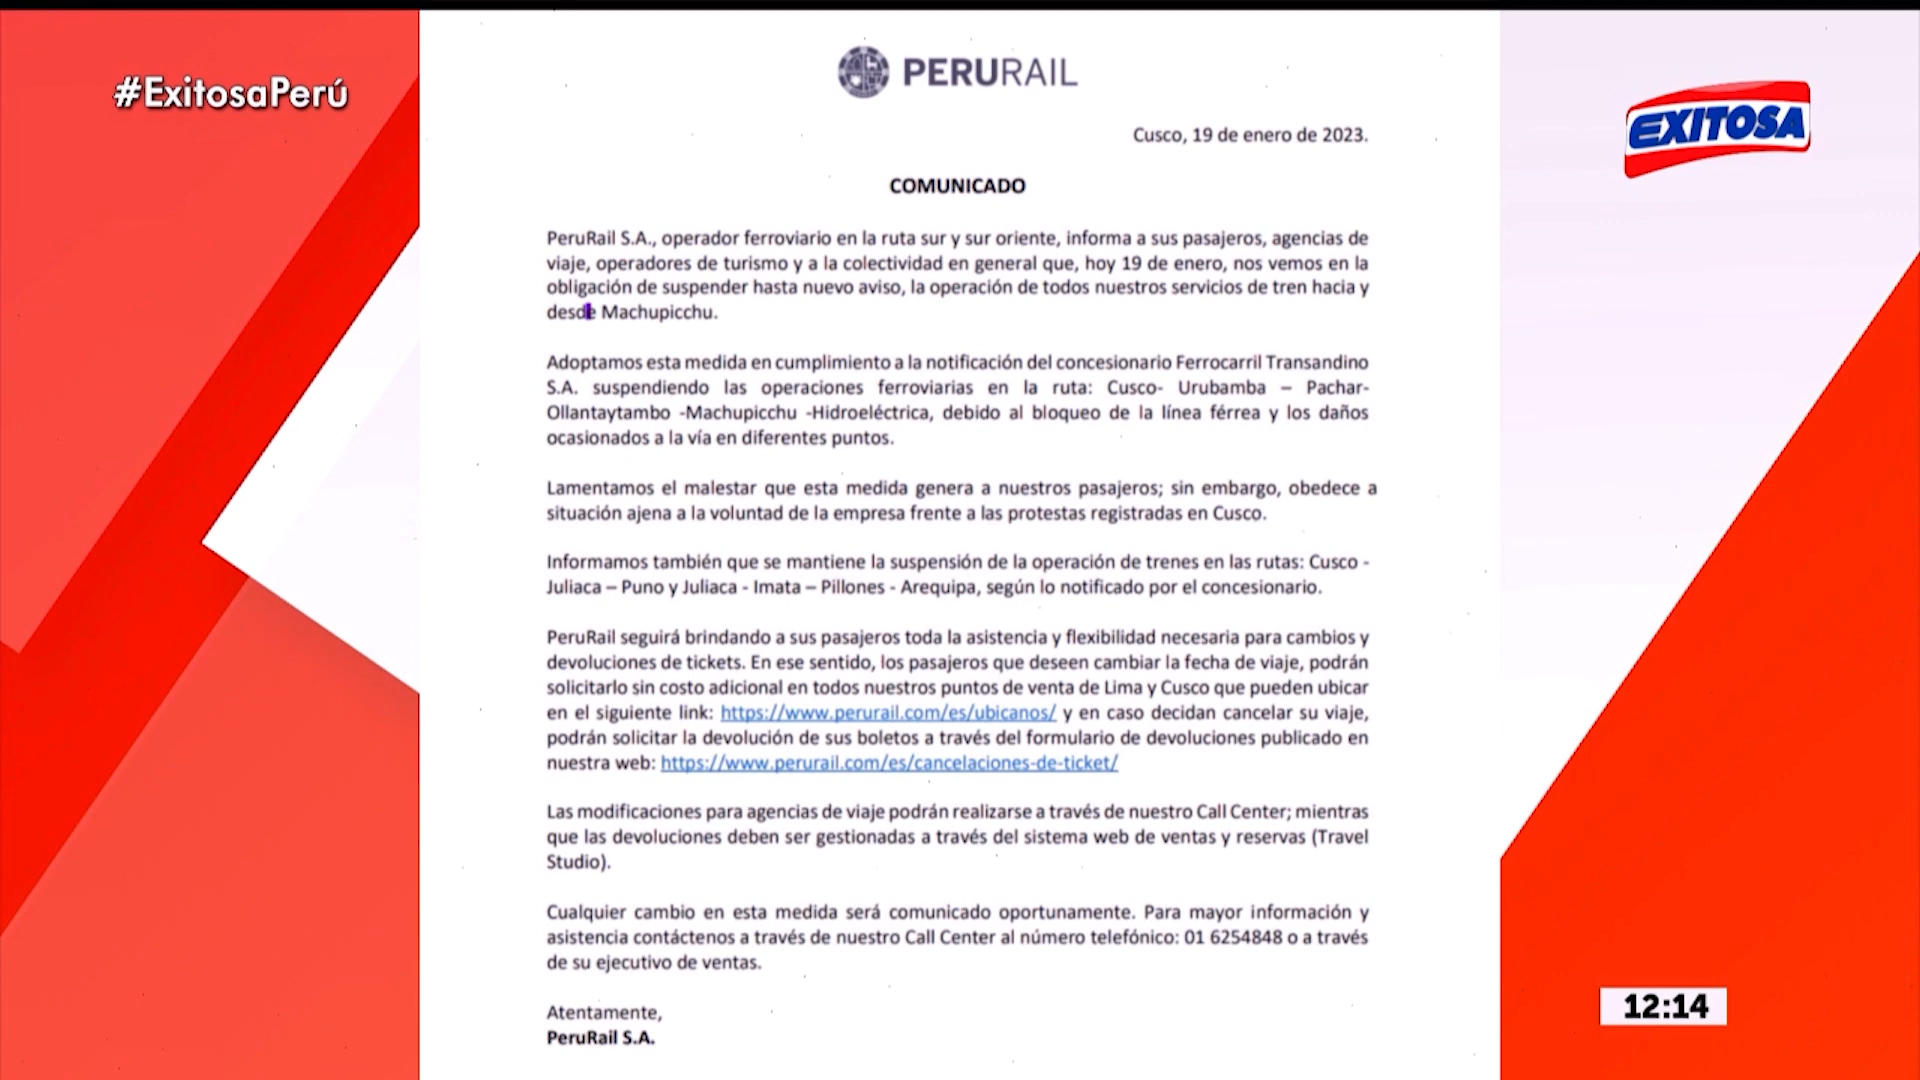 #ExitosaPerú
PERURAIL
EXITOSA
Cusco, 19 de enero de 2023.
COMUNICADO
PeruRail S.A., operador ferroviario en la ruta sur y sur oriente, informa a sus pasajeros, agencias de
viaje, operadores de turismo y a la colectividad en general que, hoy 19 de enero, nos vemos en la
obligación de suspender hasta nuevo aviso, la operación de todos nuestros servicios de tren hacia y
desde Machupicchu.
Adoptamos esta medida en cumplimiento a la notificación del concesionario Ferrocarril Transandino
S.A. suspendiendo las operaciones ferroviarias en la ruta: Cusco- Urubamba – Pachar-
Ollantaytambo -Machupicchu -Hidroeléctrica, debido al bloqueo de la línea férrea y los daños
ocasionados a la vía en diferentes puntos.
Lamentamos el malestar que esta medida genera a nuestros pasajeros; sin embargo, obedece a
situación ajena a la voluntad de la empresa frente a las protestas registradas en Cusco.
Informamos también que se mantiene la suspensión de la operación de trenes en las rutas: Cusco -
Juliaca – Puno y Juliaca - Imata – Pillones - Arequipa, según lo notificado por el concesionario.
PeruRail seguirá brindando a sus pasajeros toda la asistencia y flexibilidad necesaria para cambios y
devoluciones de tickets. En ese sentido, los pasajeros que deseen cambiar la fecha de viaje, podrán
solicitarlo sin costo adicional en todos nuestros puntos de venta de Lima y Cusco que pueden ubicar
en el siguiente link: https://www.perurail.com/es/ubicanos/ y en caso decidan cancelar su viaje,
podrán solicitar la devolución de sus boletos a través del formulario de devoluciones publicado en
nuestra web: https://www.perurail.com/es/cancelaciones-de-ticket/
Las modificaciones para agencias de viaje podrán realizarse a través de nuestro Call Center; mientras
que las devoluciones deben ser gestionadas a través del sistema web de ventas y reservas (Travel
Studio).
Cualquier cambio en esta medida será comunicado oportunamente. Para mayor información y
asistencia contáctenos a través de nuestro Call Center al número telefónico: 01 6254848 o a través
de su ejecutivo de ventas.
Atentamente,
PeruRail S.A.
12:14